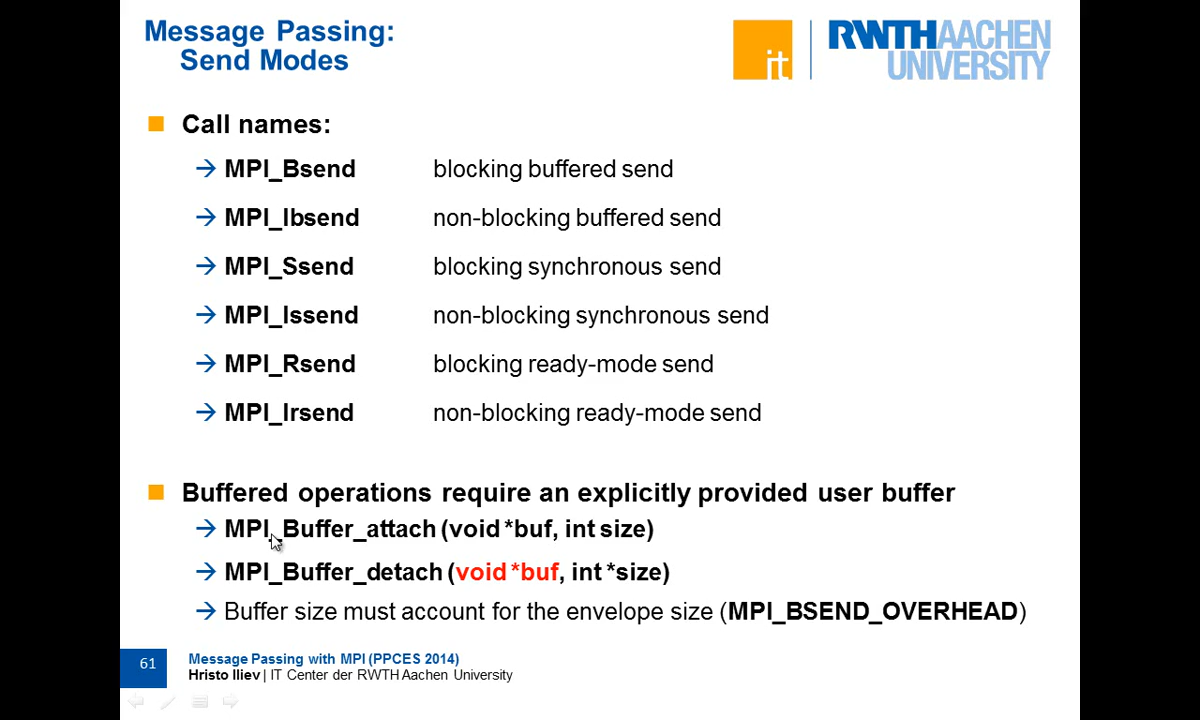 Message Passing:
Send Modes
it
RWTH AACHEN
UNIVERSITY
Call names:
MPI_Bsend blocking buffered send
MPI_Ibsend non-blocking buffered send
MPI_Ssend blocking synchronous send
MPI_Issend non-blocking synchronous send
MPI_Rsend blocking ready-mode send
MPI_Irsend non-blocking ready-mode send
Buffered operations require an explicitly provided user buffer
MPI_Buffer_attach (void *buf, int size)
MPI_Buffer_detach (void *buf, int *size)
Buffer size must account for the envelope size (MPI_BSEND_OVERHEAD)
61
Message Passing with MPI (PPCES 2014)
Hristo Iliev | IT Center der RWTH Aachen University